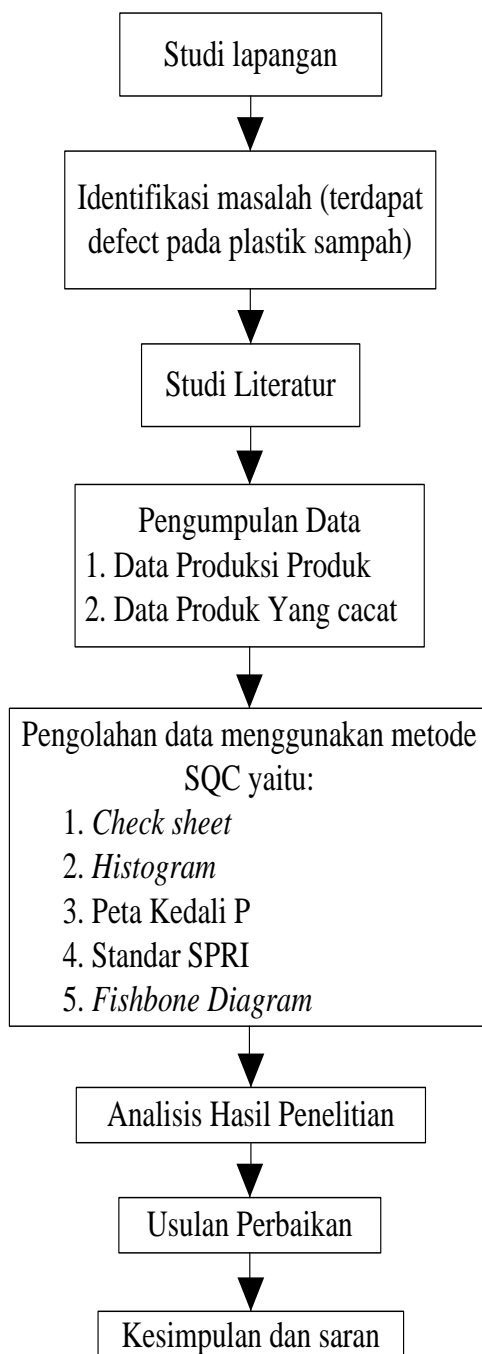 Studi lapangan
Identifikasi masalah (terdapat
defect pada plastik sampah)
Studi Literatur
Pengumpulan Data
1. Data Produksi Produk
2. Data Produk Yang cacat
Pengolahan data menggunakan metode
SQC yaitu:
1. Check sheet
2. Histogram
3. Peta Kedali P
4. Standar SPRI
5. Fishbone Diagram
Analisis Hasil Penelitian
Usulan Perbaikan
Kesimpulan dan saran